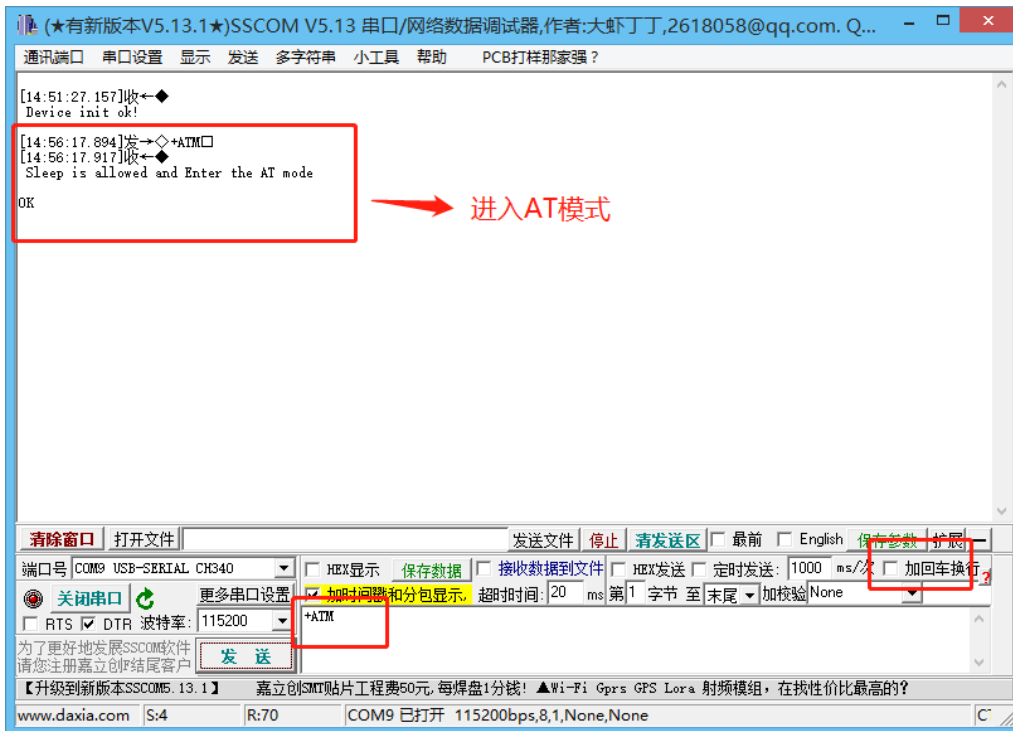 (★有新版本V5.13.1★)SSCOM V5.13 串口/网络数据调试器,作者:大虾丁丁,2618058@qq.com. Q...
通讯端口 串口设置 显示 发送 多字符串 小工具 帮助 PCB打样那家强？
[14:51:27.157]收←◆
Device init ok!
[14:56:17.894]发→◇+ATM□
[14:56:17.917]收←◆
Sleep is allowed and Enter the AT mode
OK
进入AT模式
清除窗口 打开文件 发送文件 停止 清发送区 最前 English 保存参数 扩展 —
端口号 COM9 USB-SERIAL CH340 HEX显示 保存数据 接收数据到文件 HEX发送 定时发送: 1000 ms/次 加回车换行
关闭串口 更多串口设置 加时间戳和分包显示, 超时时间: 20 ms 第1 字节 至 末尾 加校验 None
RTS DTR 波特率: 115200 +ATM
为了更好地发展SSCOM软件
请您注册嘉立创F结尾客户
发 送
【升级到新版本SSCOM5.13.1】 嘉立创SMT贴片工程费50元,每焊盘1分钱! ▲Wi-Fi Gprs GPS Lora 射频模组，在找性价比最高的?
www.daxia.com S:4 R:70 COM9 已打开 115200bps,8,1,None,None